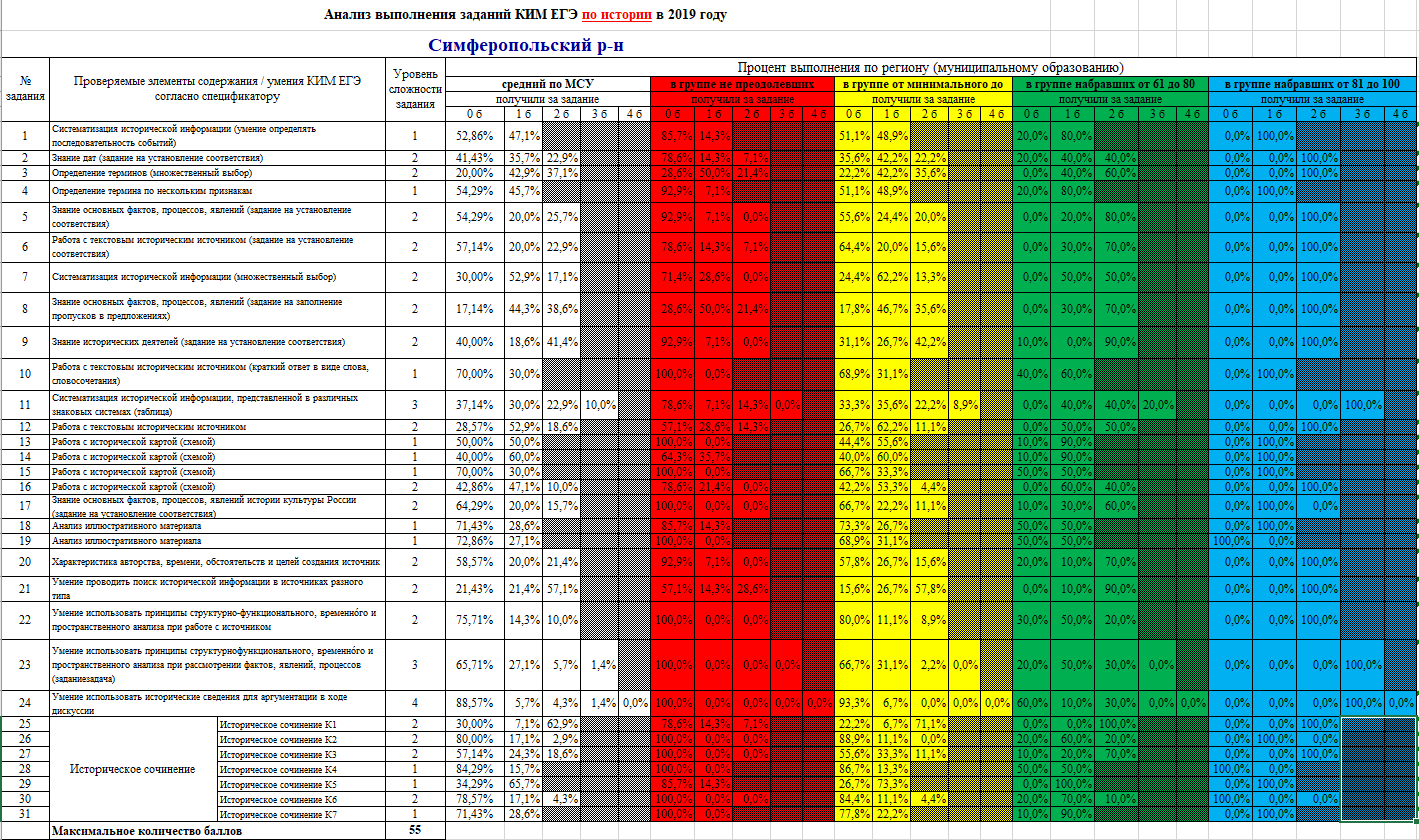 Анализ выполнения заданий КИМ ЕГЭ по истории в 2019 году
Симферопольский р-н
№ задания Проверяемые элементы содержания / умения КИМ ЕГЭ согласно спецификатору Уровень сложности задания Процент выполнения по региону (муниципальному образованию)
средний по МСУ в группе не преодолевших в группе от минимального до в группе набравших от 61 до 80 в группе набравших от 81 до 100
получили за задание получили за задание получили за задание получили за задание получили за задание
0 б 1 б 2 б 3 б 4 б 0 б 1 б 2 б 3 б 4 б 0 б 1 б 2 б 3 б 4 б 0 б 1 б 2 б 3 б 4 б 0 б 1 б 2 б 3 б 4 б
1 Систематизация исторической информации (умение определять последовательность событий) 1 52,86% 47,1% 85,7% 14,3% 51,1% 48,9% 20,0% 80,0% 0,0% 100,0%
2 Знание дат (задание на установление соответствия) 2 41,43% 35,7% 22,9% 78,6% 14,3% 7,1% 35,6% 42,2% 22,2% 20,0% 40,0% 40,0% 0,0% 0,0% 100,0%
3 Определение терминов (множественный выбор) 2 20,00% 42,9% 37,1% 28,6% 50,0% 21,4% 22,2% 42,2% 35,6% 0,0% 40,0% 60,0% 0,0% 0,0% 100,0%
4 Определение термина по нескольким признакам 1 54,29% 45,7% 92,9% 7,1% 51,1% 48,9% 20,0% 80,0% 0,0% 100,0%
5 Знание основных фактов, процессов, явлений (задание на установление соответствия) 2 54,29% 20,0% 25,7% 92,9% 7,1% 0,0% 55,6% 24,4% 20,0% 0,0% 20,0% 80,0% 0,0% 0,0% 100,0%
6 Работа с текстовым историческим источником (задание на установление соответствия) 2 57,14% 20,0% 22,9% 78,6% 14,3% 7,1% 64,4% 20,0% 15,6% 0,0% 30,0% 70,0% 0,0% 0,0% 100,0%
7 Систематизация исторической информации (множественный выбор) 2 30,00% 52,9% 17,1% 71,4% 28,6% 0,0% 24,4% 62,2% 13,3% 0,0% 50,0% 50,0% 0,0% 0,0% 100,0%
8 Знание основных фактов, процессов, явлений (задание на заполнение пропусков в предложениях) 2 17,14% 44,3% 38,6% 28,6% 50,0% 21,4% 17,8% 46,7% 35,6% 0,0% 30,0% 70,0% 0,0% 0,0% 100,0%
9 Знание исторических деятелей (задание на установление соответствия) 2 40,00% 18,6% 41,4% 92,9% 7,1% 0,0% 31,1% 26,7% 42,2% 10,0% 0,0% 90,0% 0,0% 0,0% 100,0%
10 Работа с текстовым историческим источником (краткий ответ в виде слова, словосочетания) 1 70,00% 30,0% 100,0% 0,0% 68,9% 31,1% 40,0% 60,0% 0,0% 100,0%
11 Систематизация исторической информации, представленной в различных знаковых системах (таблица) 3 37,14% 30,0% 22,9% 10,0% 78,6% 7,1% 14,3% 0,0% 33,3% 35,6% 22,2% 8,9% 0,0% 40,0% 40,0% 20,0% 0,0% 0,0% 0,0% 100,0%
12 Работа с текстовым историческим источником 2 28,57% 52,9% 18,6% 57,1% 28,6% 14,3% 26,7% 62,2% 11,1% 0,0% 50,0% 50,0% 0,0% 0,0% 100,0%
13 Работа с исторической картой (схемой) 1 50,00% 50,0% 100,0% 0,0% 44,4% 55,6% 10,0% 90,0% 0,0% 100,0%
14 Работа с исторической картой (схемой) 1 40,00% 60,0% 64,3% 35,7% 40,0% 60,0% 10,0% 90,0% 0,0% 100,0%
15 Работа с исторической картой (схемой) 1 70,00% 30,0% 100,0% 0,0% 66,7% 33,3% 50,0% 50,0% 0,0% 100,0%
16 Работа с исторической картой (схемой) 2 42,86% 47,1% 10,0% 78,6% 21,4% 0,0% 42,2% 53,3% 4,4% 0,0% 60,0% 40,0% 0,0% 0,0% 100,0%
17 Знание основных фактов, процессов, явлений истории культуры России (задание на установление соответствия) 2 64,29% 20,0% 15,7% 100,0% 0,0% 0,0% 66,7% 22,2% 11,1% 10,0% 30,0% 60,0% 0,0% 100,0% 0,0%
18 Анализ иллюстративного материала 1 71,43% 28,6% 85,7% 14,3% 73,3% 26,7% 50,0% 50,0% 0,0% 100,0%
19 Анализ иллюстративного материала 1 72,86% 27,1% 100,0% 0,0% 68,9% 31,1% 50,0% 50,0% 100,0% 0,0%
20 Характеристика авторства, времени, обстоятельств и целей создания источник 2 58,57% 20,0% 21,4% 92,9% 7,1% 0,0% 57,8% 26,7% 15,6% 20,0% 10,0% 70,0% 0,0% 0,0% 100,0%
21 Умение проводить поиск исторической информации в источниках разного типа 2 21,43% 21,4% 57,1% 57,1% 14,3% 28,6% 15,6% 26,7% 57,8% 0,0% 10,0% 90,0% 0,0% 0,0% 100,0%
22 Умение использовать принципы структурно-функционального, временнóго и пространственного анализа при работе с источником 2 75,71% 14,3% 10,0% 100,0% 0,0% 0,0% 80,0% 11,1% 8,9% 30,0% 50,0% 20,0% 0,0% 0,0% 100,0%
23 Умение использовать принципы структурнофункционального, временнóго и пространственного анализа при рассмотрении фактов, явлений, процессов (заданиезадача) 3 65,71% 27,1% 5,7% 1,4% 100,0% 0,0% 0,0% 0,0% 66,7% 31,1% 2,2% 0,0% 20,0% 50,0% 30,0% 0,0% 0,0% 0,0% 0,0% 100,0%
24 Умение использовать исторические сведения для аргументации в ходе дискуссии 4 88,57% 5,7% 4,3% 1,4% 0,0% 100,0% 0,0% 0,0% 0,0% 0,0% 93,3% 6,7% 0,0% 0,0% 0,0% 60,0% 10,0% 30,0% 0,0% 0,0% 0,0% 0,0% 0,0% 100,0% 0,0%
25 Историческое сочинение К1 2 30,00% 7,1% 62,9% 78,6% 14,3% 7,1% 22,2% 6,7% 71,1% 0,0% 0,0% 100,0% 0,0% 0,0% 100,0%
26 Историческое сочинение К2 2 80,00% 17,1% 2,9% 100,0% 0,0% 0,0% 88,9% 11,1% 0,0% 20,0% 60,0% 20,0% 0,0% 100,0% 0,0%
27 Историческое сочинение К3 2 57,14% 24,3% 18,6% 100,0% 0,0% 0,0% 55,6% 33,3% 11,1% 10,0% 20,0% 70,0% 0,0% 0,0% 100,0%
Историческое сочинение
28 Историческое сочинение К4 1 84,29% 15,7% 100,0% 0,0% 86,7% 13,3% 50,0% 50,0% 100,0% 0,0%
29 Историческое сочинение К5 1 34,29% 65,7% 85,7% 14,3% 26,7% 73,3% 0,0% 100,0% 0,0% 100,0%
30 Историческое сочинение К6 2 78,57% 17,1% 4,3% 100,0% 0,0% 0,0% 84,4% 11,1% 4,4% 20,0% 70,0% 10,0% 100,0% 0,0% 0,0%
31 Историческое сочинение К7 1 71,43% 28,6% 100,0% 0,0% 77,8% 22,2% 10,0% 90,0% 0,0% 100,0%
Максимальное количество баллов 55